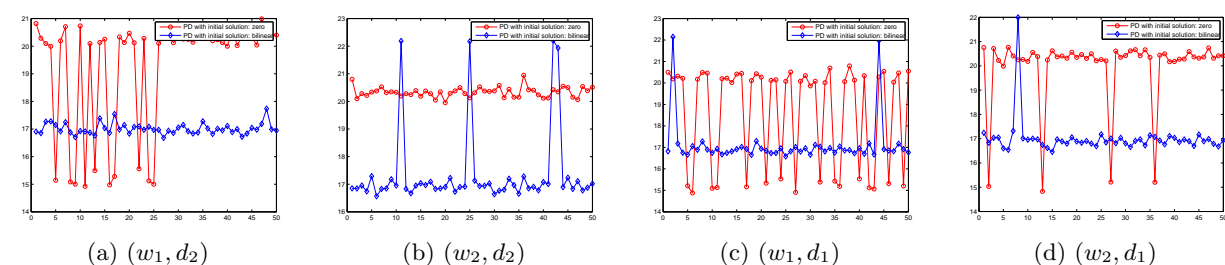 21
20
19
18
17
16
15
14
0 5 10 15 20 25 30 35 40 45 50
PD with initial solution: zero
PD with initial solution: bilinear
(a) (w1, d2)
23
22
21
20
19
18
17
16
0 5 10 15 20 25 30 35 40 45 50
PD with initial solution: zero
PD with initial solution: bilinear
(b) (w2, d2)
23
22
21
20
19
18
17
16
15
14
0 5 10 15 20 25 30 35 40 45 50
PD with initial solution: zero
PD with initial solution: bilinear
(c) (w1, d1)
22
21
20
19
18
17
16
15
14
0 5 10 15 20 25 30 35 40 45 50
PD with initial solution: zero
PD with initial solution: bilinear
(d) (w2, d1)